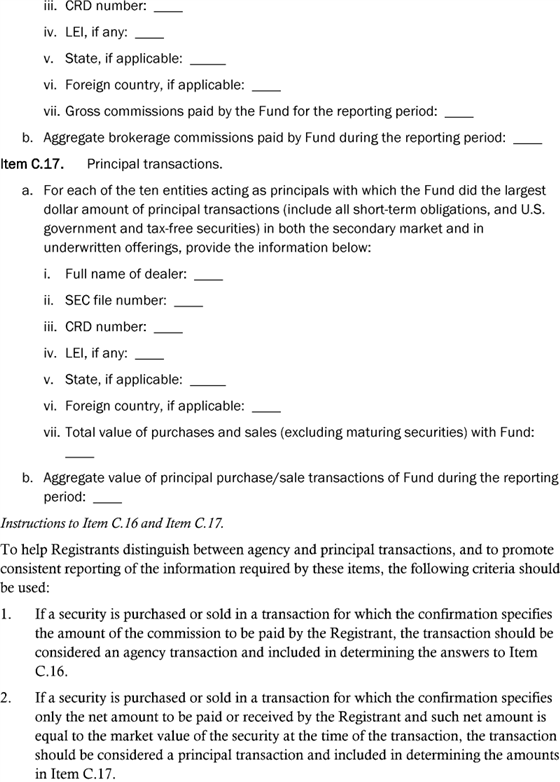 iii. CRD number: ____
iv. LEI, if any: ____
v. State, if applicable: _____
vi. Foreign country, if applicable: ____
vii. Gross commissions paid by the Fund for the reporting period: ____
b. Aggregate brokerage commissions paid by Fund during the reporting period: ____
Item C.17. Principal transactions.
a. For each of the ten entities acting as principals with which the Fund did the largest
dollar amount of principal transactions (include all short-term obligations, and U.S.
government and tax-free securities) in both the secondary market and in
underwritten offerings, provide the information below:
i. Full name of dealer: ____
ii. SEC file number: ____
iii. CRD number: ____
iv. LEI, if any: ____
v. State, if applicable: _____
vi. Foreign country, if applicable: ____
vii. Total value of purchases and sales (excluding maturing securities) with Fund:
____
b. Aggregate value of principal purchase/sale transactions of Fund during the reporting
period: ____
Instructions to Item C.16 and Item C.17.
To help Registrants distinguish between agency and principal transactions, and to promote
consistent reporting of the information required by these items, the following criteria should
be used:
1. If a security is purchased or sold in a transaction for which the confirmation specifies
the amount of the commission to be paid by the Registrant, the transaction should be
considered an agency transaction and included in determining the answers to Item
C.16.
2. If a security is purchased or sold in a transaction for which the confirmation specifies
only the net amount to be paid or received by the Registrant and such net amount is
equal to the market value of the security at the time of the transaction, the transaction
should be considered a principal transaction and included in determining the amounts
in Item C.17.